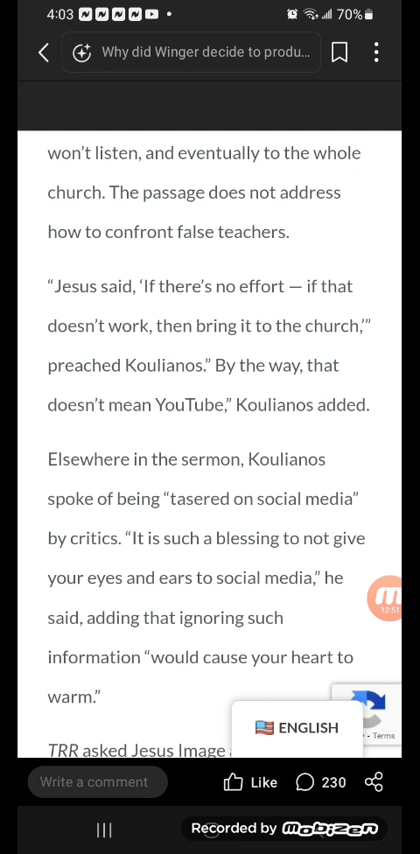 4:03
70%
Why did Winger decide to produ...
won’t listen, and eventually to the whole
church. The passage does not address
how to confront false teachers.
“Jesus said, ‘If there’s no effort — if that
doesn’t work, then bring it to the church,’”
preached Koulianos.” By the way, that
doesn’t mean YouTube,” Koulianos added.
Elsewhere in the sermon, Koulianos
spoke of being “tasered on social media”
by critics. “It is such a blessing to not give
your eyes and ears to social media,” he
said, adding that ignoring such
information “would cause your heart to
warm.”
12:51
ENGLISH
- Terms
TRR asked Jesus Image
Write a comment
Like
230
Recorded by mobizen